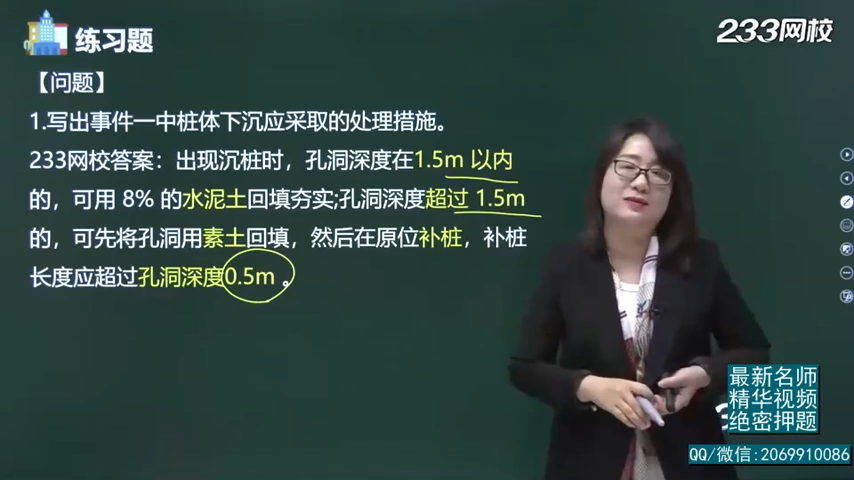 练习题
233网校
【问题】
1.写出事件一中桩体下沉应采取的处理措施。
233网校答案：出现沉桩时，孔洞深度在1.5m 以内
的，可用 8% 的水泥土回填夯实;孔洞深度超过 1.5m
的，可先将孔洞用素土回填，然后在原位补桩，补桩
长度应超过孔洞深度0.5m 。
最新名师
精华视频
绝密押题
QQ/微信:2069910086